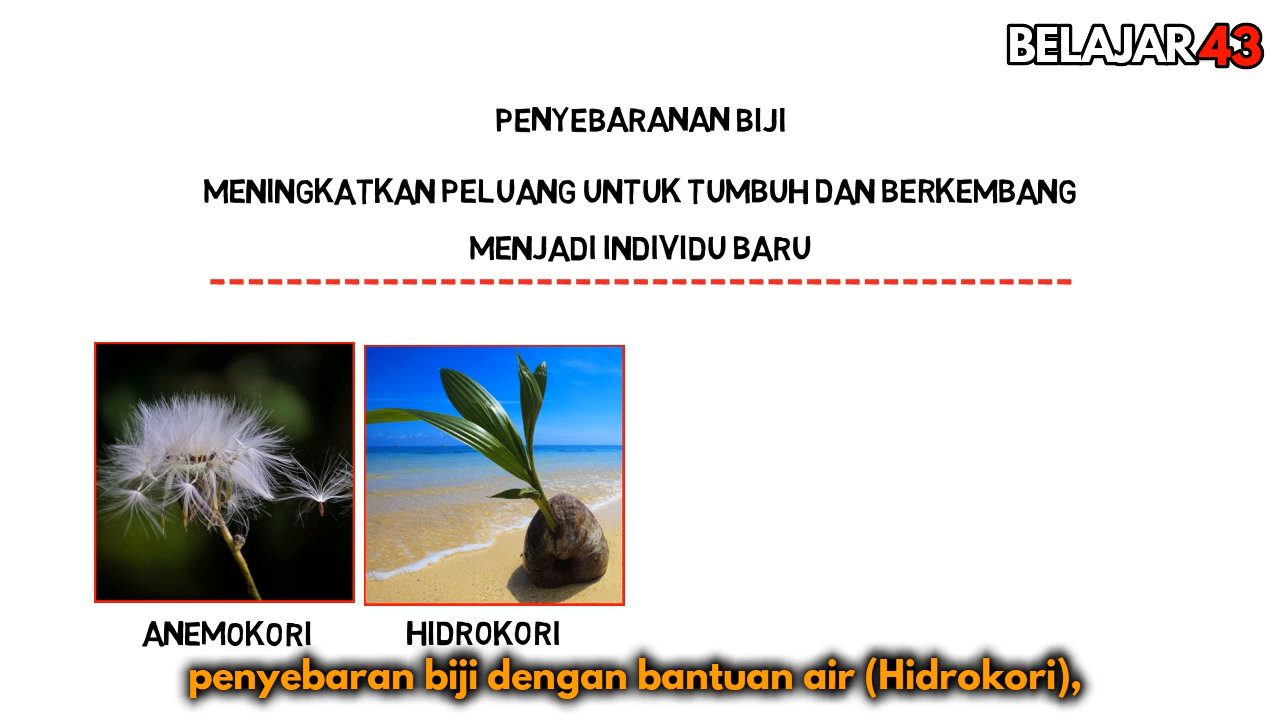 BELAJAR43
PENYEBARANAN BIJI
MENINGKATKAN PELUANG UNTUK TUMBUH DAN BERKEMBANG
MENJADI INDIVIDU BARU
ANEMOKORI
HIDROKORI
penyebaran biji dengan bantuan air (Hidrokori),